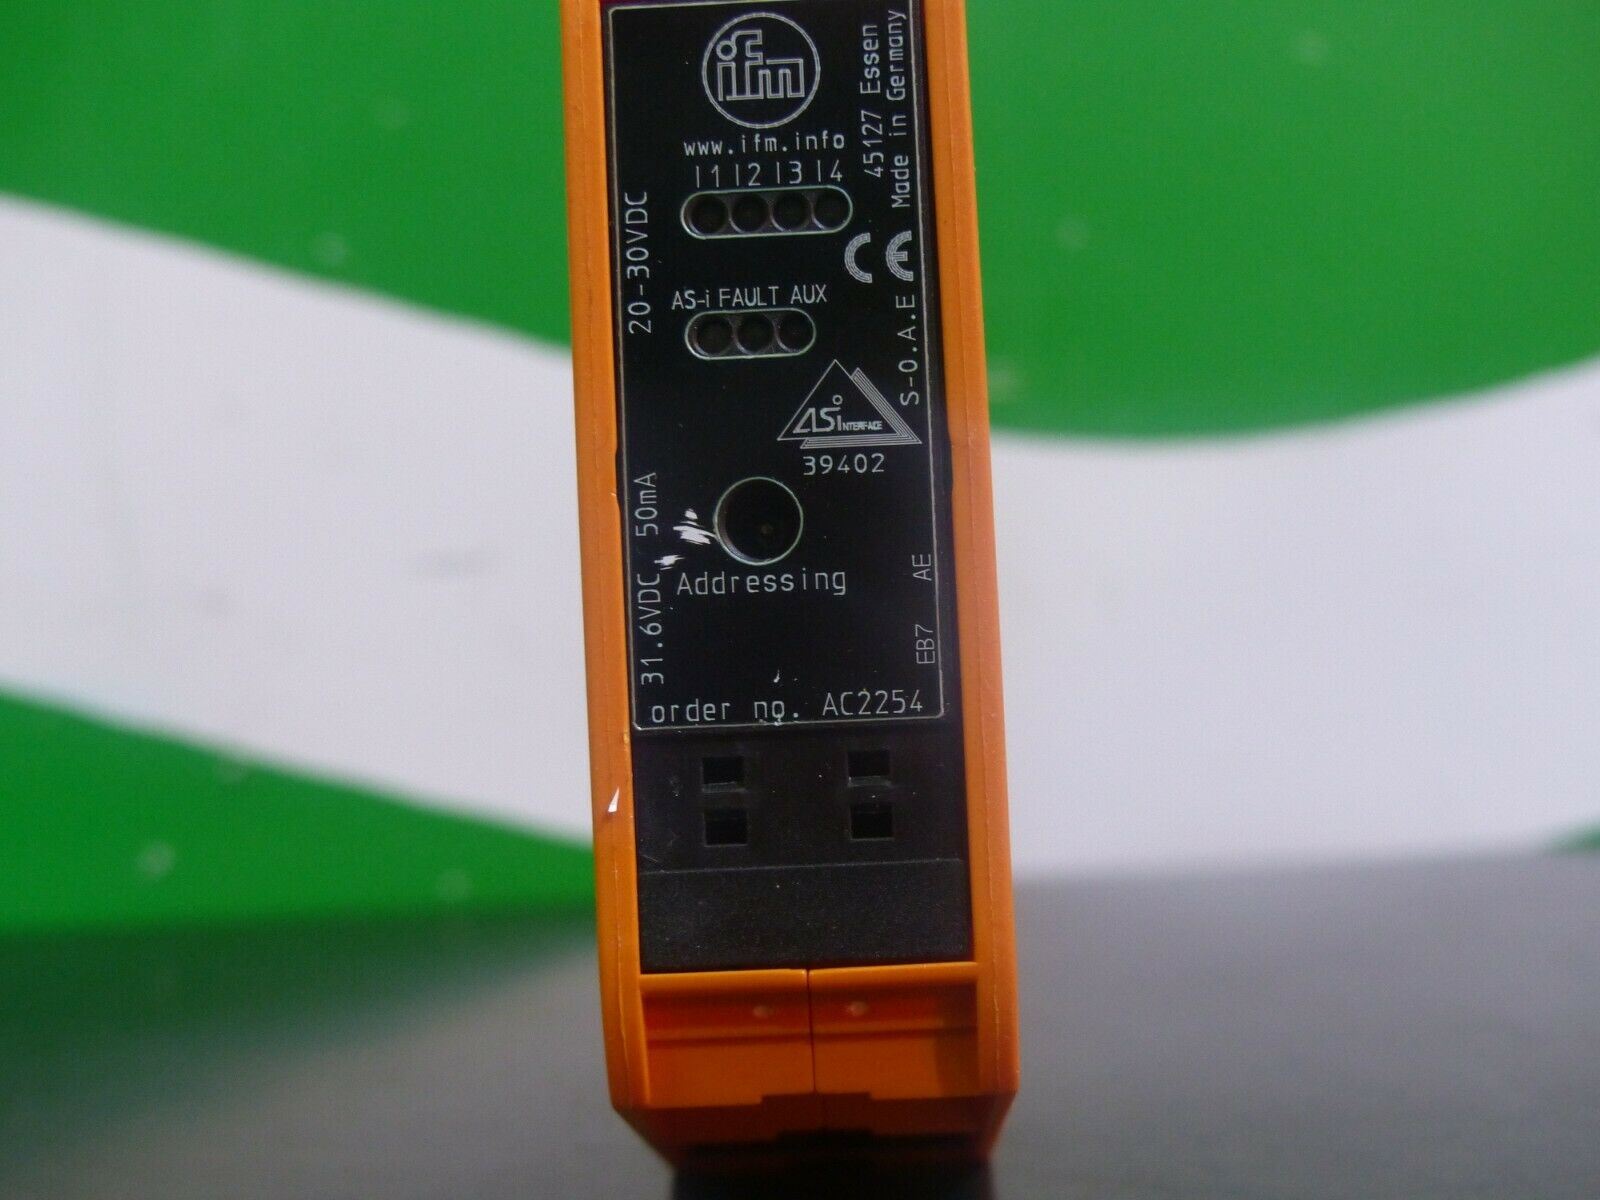 ifm
www.ifm.info
I1 I2 I3 I4
45127 Essen
Made in Germany
20-30VDC
CE
AS-i FAULT AUX
S-O.A.E
ASi INTERFACE
39402
31.6VDC 50mA
Addressing
EB7 AE
order no. AC2254